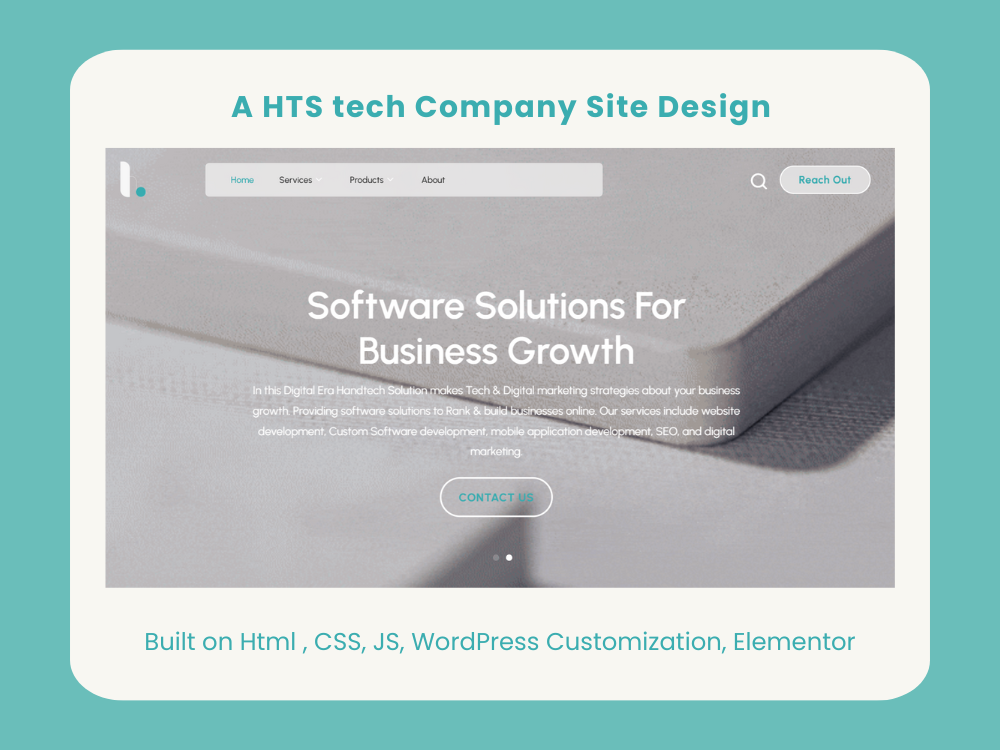 A HTS tech Company Site Design
Home Services Products About
Reach Out
Software Solutions For
Business Growth
In this Digital Era Handtech Solution makes Tech & Digital marketing strategies about your business
growth. Providing software solutions to Rank & build businesses online. Our services include website
development, Custom Software development, mobile application development, SEO, and digital
marketing.
CONTACT US
Built on Html , CSS, JS, WordPress Customization, Elementor